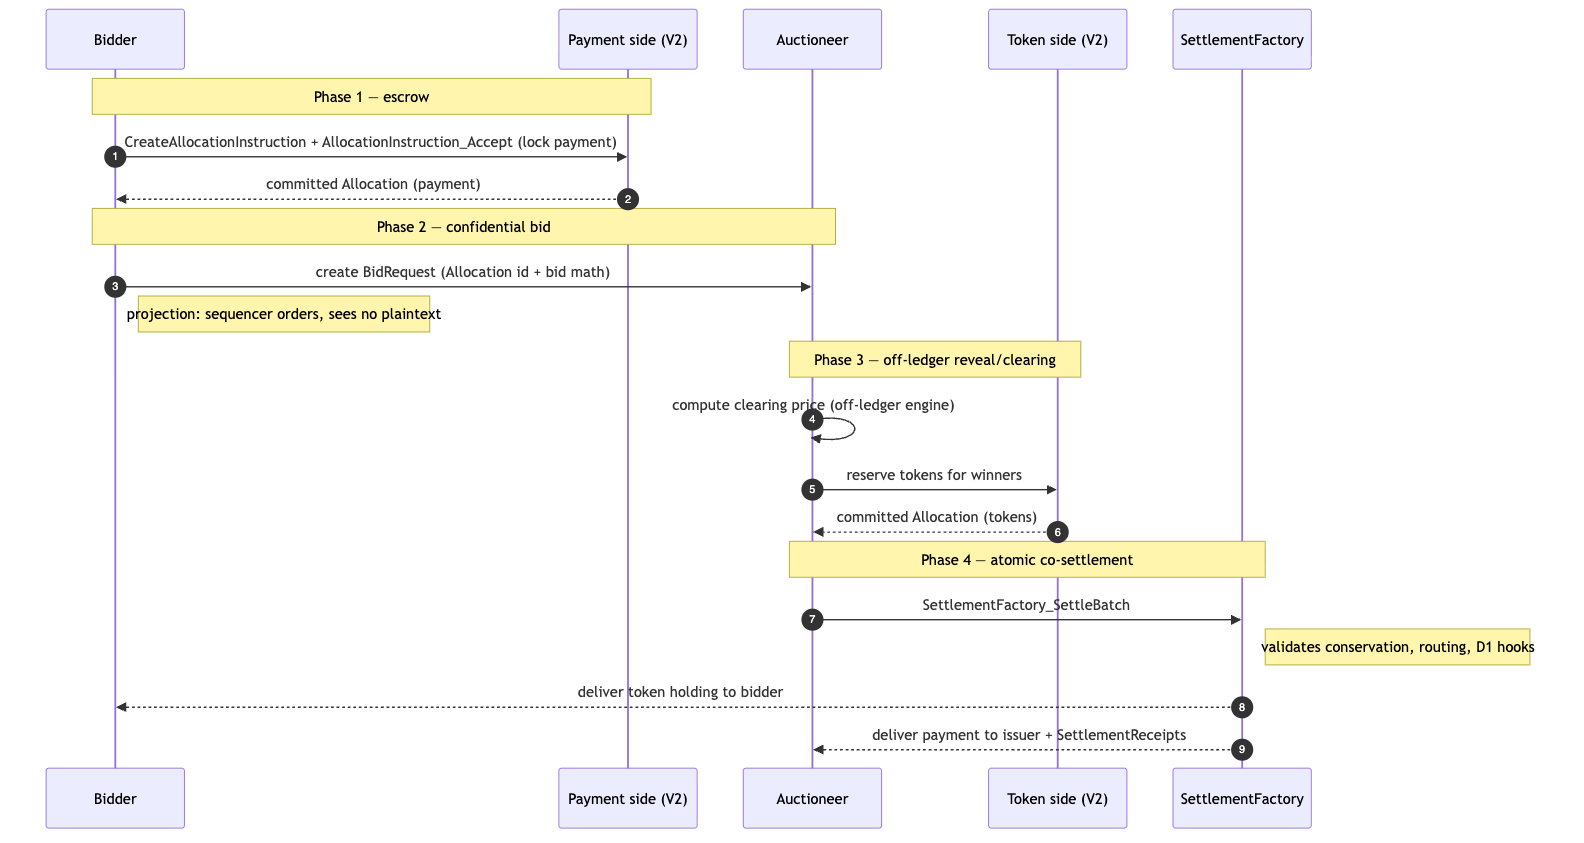 Bidder
Payment side (V2)
Auctioneer
Token side (V2)
SettlementFactory
Phase 1 — escrow
CreateAllocationInstruction + AllocationInstruction_Accept (lock payment)
1
committed Allocation (payment)
2
Phase 2 — confidential bid
create BidRequest (Allocation id + bid math)
3
projection: sequencer orders, sees no plaintext
Phase 3 — off-ledger reveal/clearing
compute clearing price (off-ledger engine)
4
reserve tokens for winners
5
committed Allocation (tokens)
6
Phase 4 — atomic co-settlement
SettlementFactory_SettleBatch
7
validates conservation, routing, D1 hooks
deliver token holding to bidder
8
deliver payment to issuer + SettlementReceipts
9
Bidder
Payment side (V2)
Auctioneer
Token side (V2)
SettlementFactory